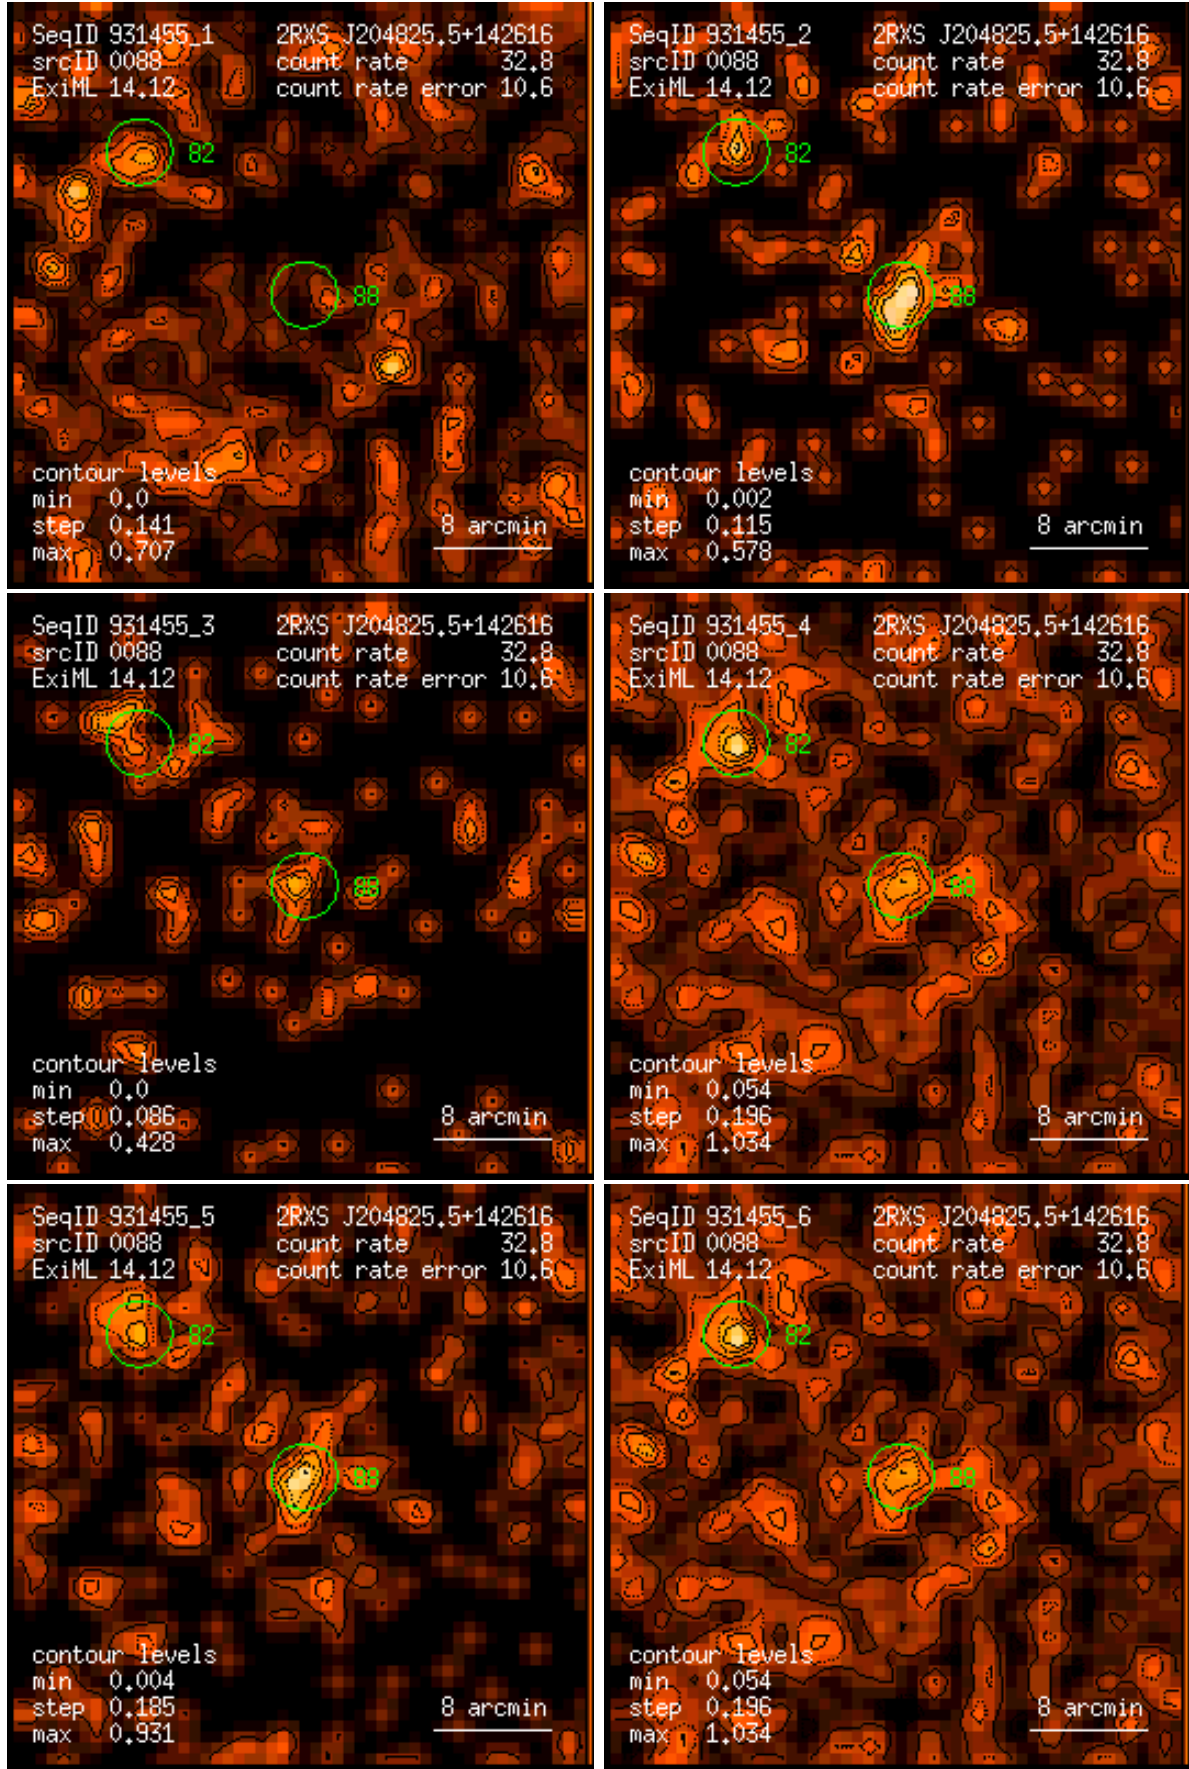 SeqID 931455_1 2RXS J204825.5+142616
srcID 0088 count rate 32.8
ExiML 14.12 count rate error 10.6
82
88
contour levels
min 0.0
step 0.141 8 arcmin
max 0.707
SeqID 931455_2 2RXS J204825.5+142616
srcID 0088 count rate 32.8
ExiML 14.12 count rate error 10.6
82
88
contour levels
min 0.002
step 0.115 8 arcmin
max 0.578
SeqID 931455_3 2RXS J204825.5+142616
srcID 0088 count rate 32.8
ExiML 14.12 count rate error 10.6
82
88
contour levels
min 0.0
step 0.086 8 arcmin
max 0.428
SeqID 931455_4 2RXS J204825.5+142616
srcID 0088 count rate 32.8
ExiML 14.12 count rate error 10.6
82
88
contour levels
min 0.054
step 0.196 8 arcmin
max 1.034
SeqID 931455_5 2RXS J204825.5+142616
srcID 0088 count rate 32.8
ExiML 14.12 count rate error 10.6
82
88
contour levels
min 0.004
step 0.185 8 arcmin
max 0.931
SeqID 931455_6 2RXS J204825.5+142616
srcID 0088 count rate 32.8
ExiML 14.12 count rate error 10.6
82
88
contour levels
min 0.054
step 0.196 8 arcmin
max 1.034